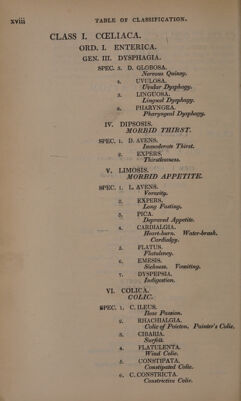 xviii TABLE OF CLASSIFICATION.
CLASS I. CŒLIACA.
ORD. I. ENTERICA.
GEN. III. DYSPHAGIA.
SPEC. 3. D. GLOBOSA.
Nervous Quinsy.
4. UVULOSA.
Uvular Dysphagy.
5. LINGUOSA.
Lingual Dysphagy.
6. PHARYNGEA.
Pharyngeal Dysphagy.
IV. DIPSOSIS.
MORBID THIRST.
SPEC. 1. D. AVENS.
Immoderate Thirst.
2. EXPERS.
Thirstlessness.
V. LIMOSIS.
MORBID APPETITE.
SPEC. 1. L. AVENS.
Voracity.
2. EXPERS.
Long Fasting.
3. PICA.
Depraved Appetite.
4. CARDIALGIA.
Heart-burn. Water-brash.
Cardialgy.
5. FLATUS.
Flatulency.
6. EMESIS.
Sickness. Vomiting.
7. DYSPEPSIA.
Indigestion.
VI. COLICA.
COLIC.
SPEC. 1. C. ILEUS.
Iliac Passion.
2. RHACHIALGIA.
Colic of Poictou. Painter's Colic.
3. CIBARIA.
Surfeit.
4. FLATULENTA.
Wind Colic.
5. CONSTIPATA.
Constipated Colic.
6. C. CONSTRICTA.
Constrictive Colic.